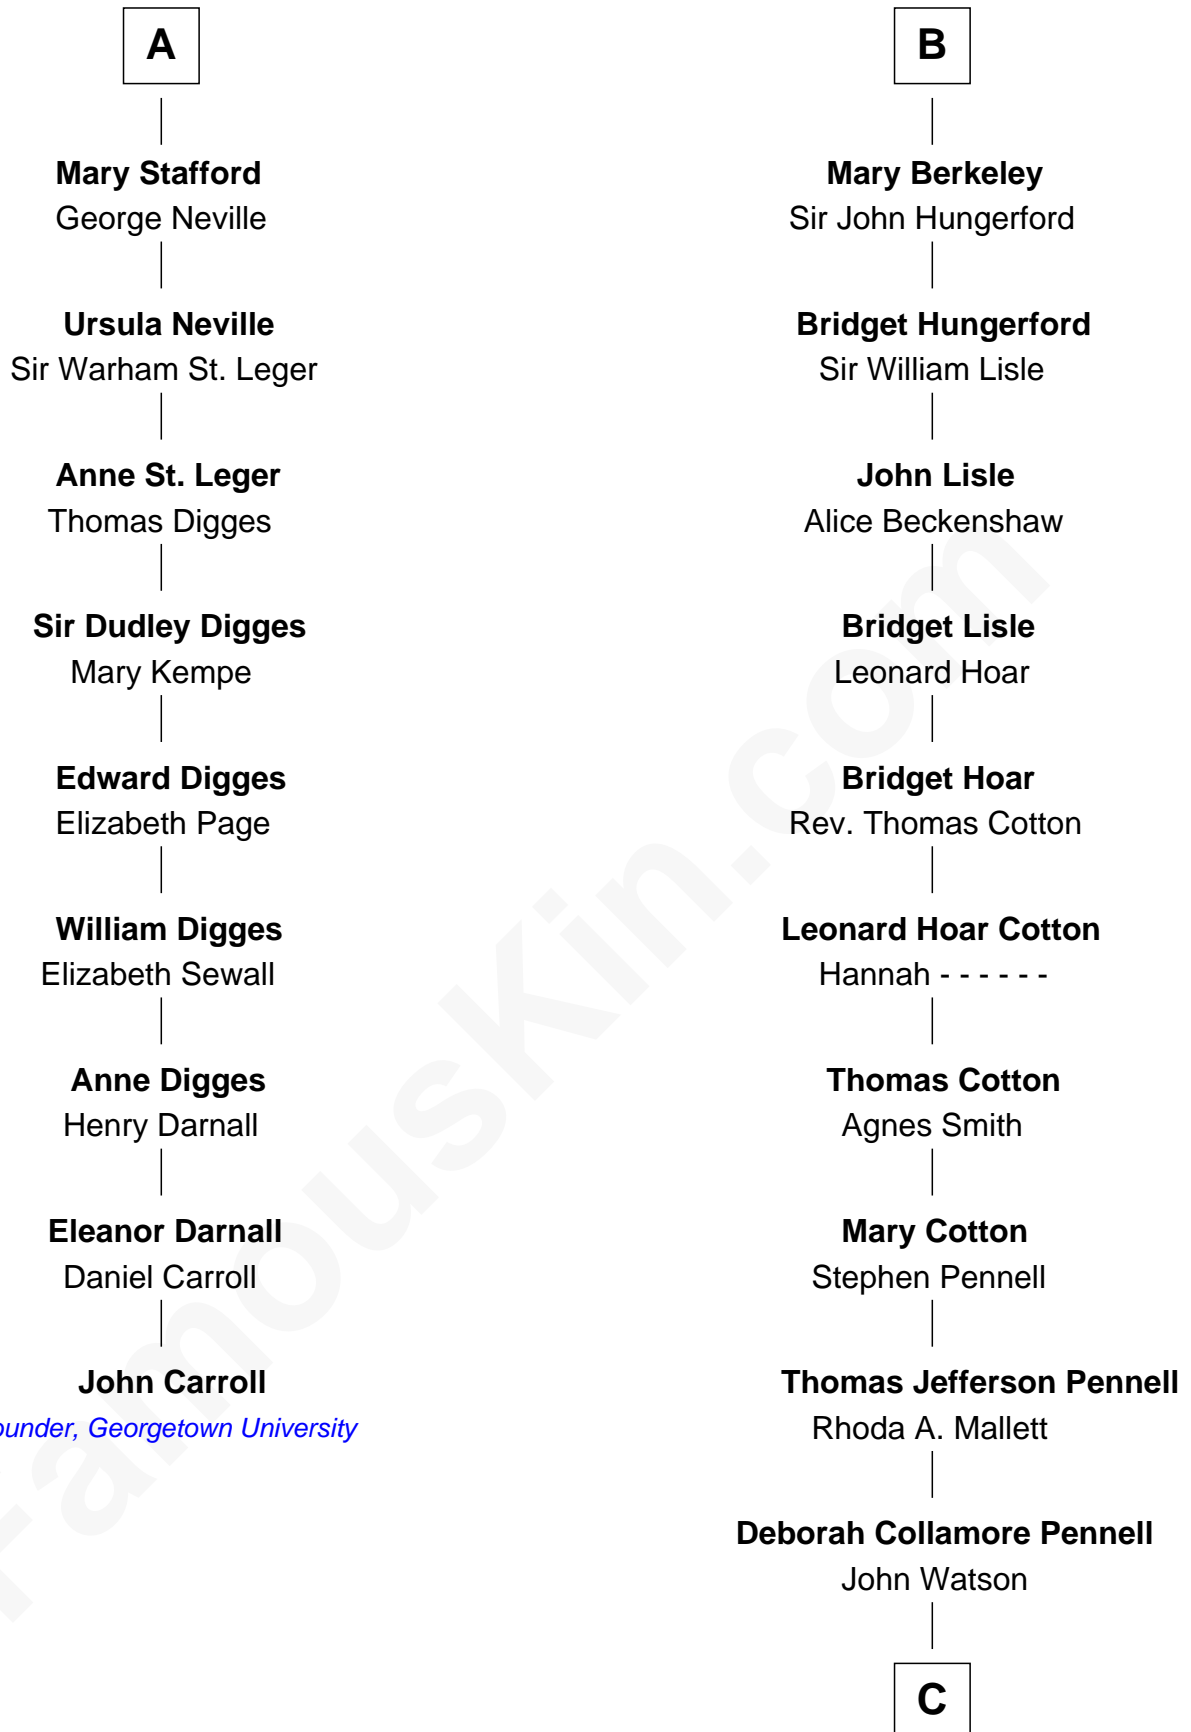 A
Mary Stafford
George Neville
Ursula Neville
Sir Warham St. Leger
Anne St. Leger
Thomas Digges
Sir Dudley Digges
Mary Kempe
Edward Digges
Elizabeth Page
William Digges
Elizabeth Sewall
Anne Digges
Henry Darnall
Eleanor Darnall
Daniel Carroll
John Carroll
ounder, Georgetown University
B
Mary Berkeley
Sir John Hungerford
Bridget Hungerford
Sir William Lisle
John Lisle
Alice Beckenshaw
Bridget Lisle
Leonard Hoar
Bridget Hoar
Rev. Thomas Cotton
Leonard Hoar Cotton
Hannah - - - - - -
Thomas Cotton
Agnes Smith
Mary Cotton
Stephen Pennell
Thomas Jefferson Pennell
Rhoda A. Mallett
Deborah Collamore Pennell
John Watson
C
FamousKin.com